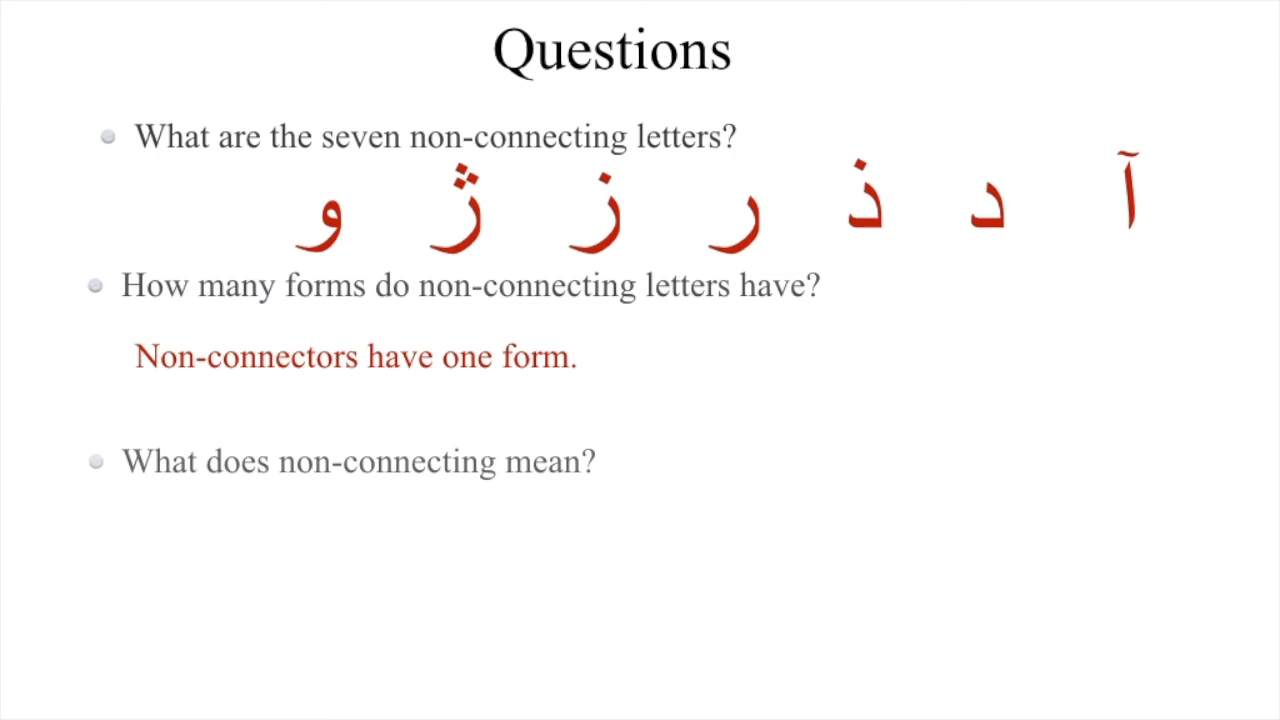 Questions
What are the seven non-connecting letters?
آ د ذ ر ز ژ و
How many forms do non-connecting letters have?
Non-connectors have one form.
What does non-connecting mean?